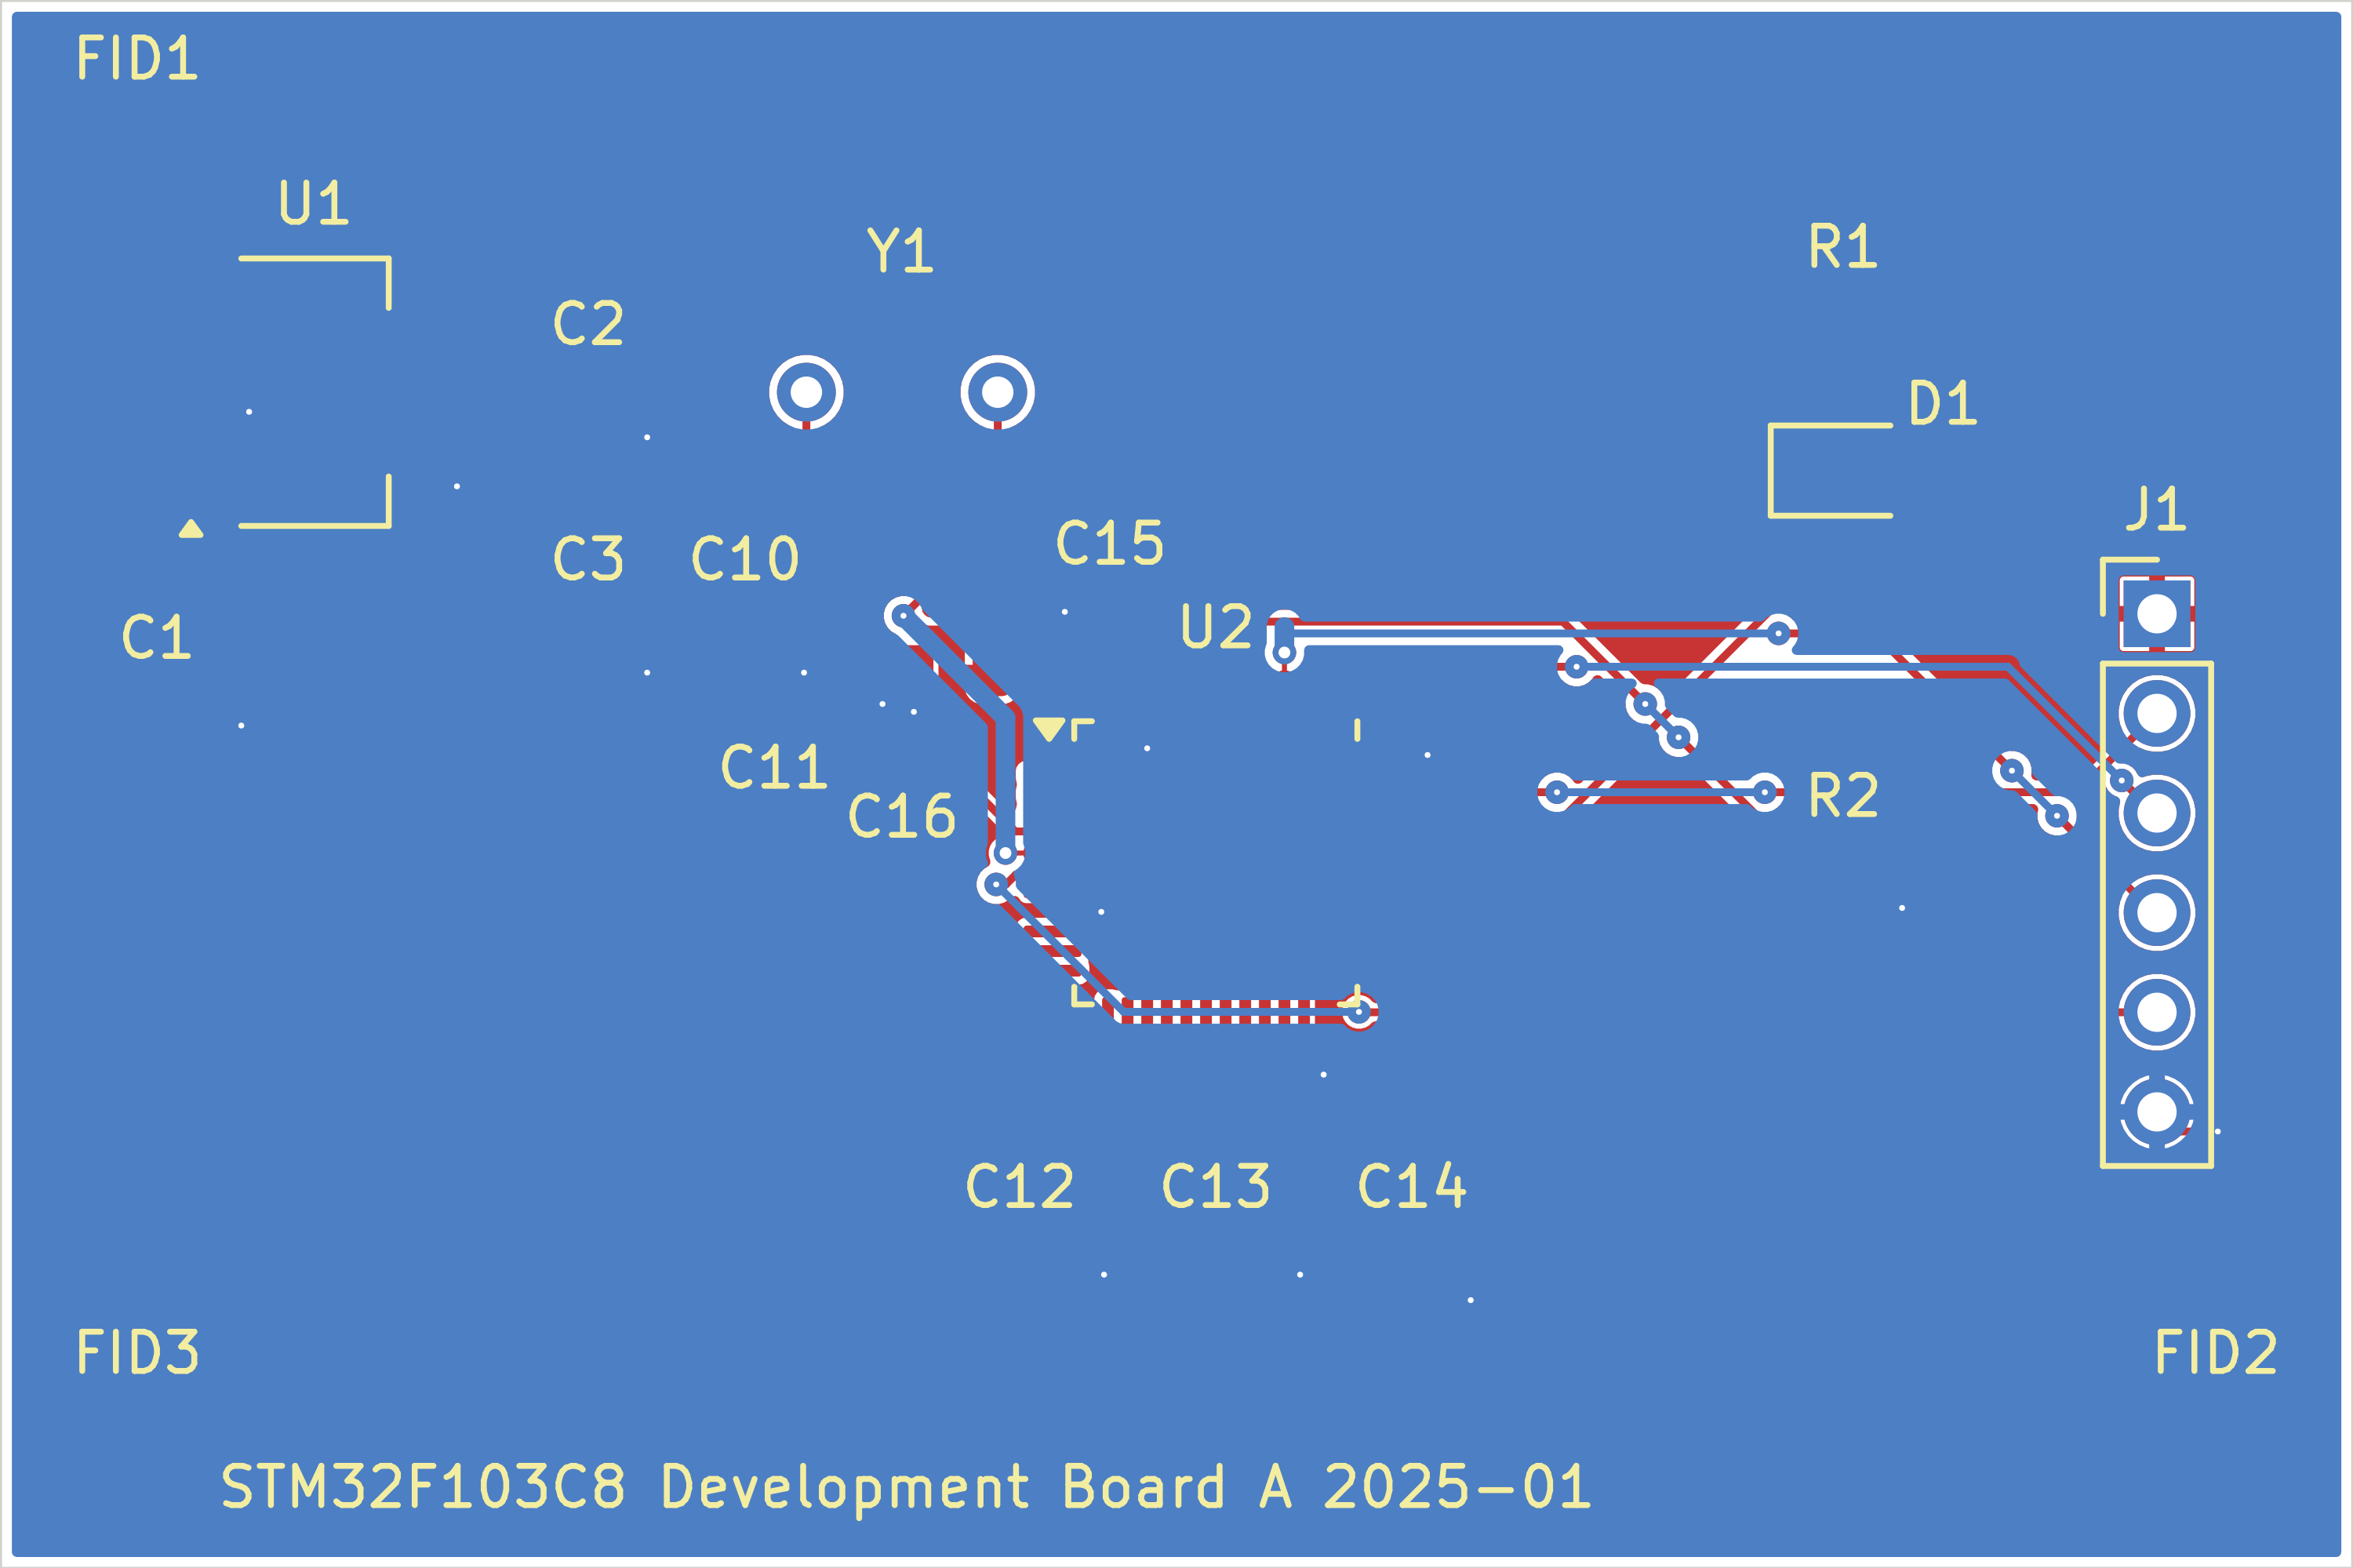 FID1
U1
Y1
R1
C2
D1
J1
C3
C10
C15
C1
U2
C11
R2
C16
C12
C13
C14
FID3
FID2
STM32F103C8 Development Board A 2025-01